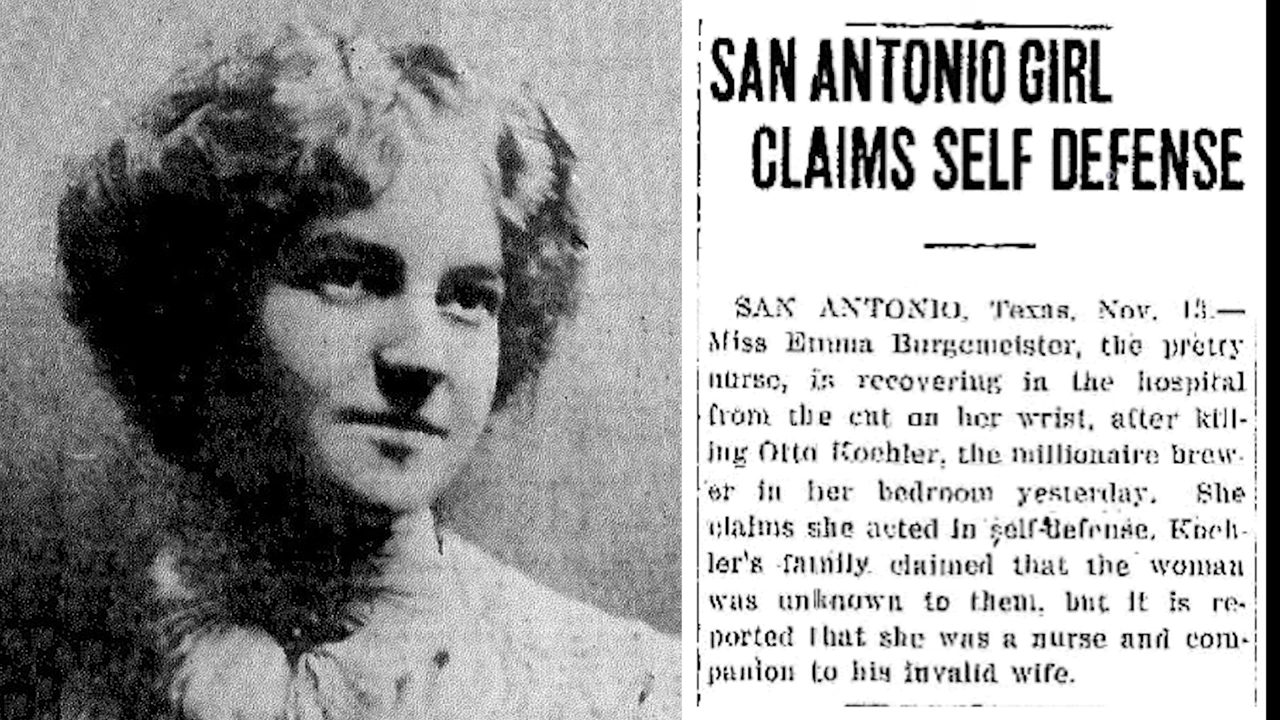 SAN ANTONIO GIRL
CLAIMS SELF DEFENSE
SAN ANTONIO, Texas, Nov. 13.—
Miss Emma Burgemeister, the pretty
nurse, is recovering in the hospital
from the cut on her wrist, after kill-
ing Otto Koehler, the millionaire brew-
er in her bedroom yesterday. She
claims she acted in self-defense. Koeh-
ler's family claimed that the woman
was unknown to them, but it is re-
ported that she was a nurse and com-
panion to his invalid wife.